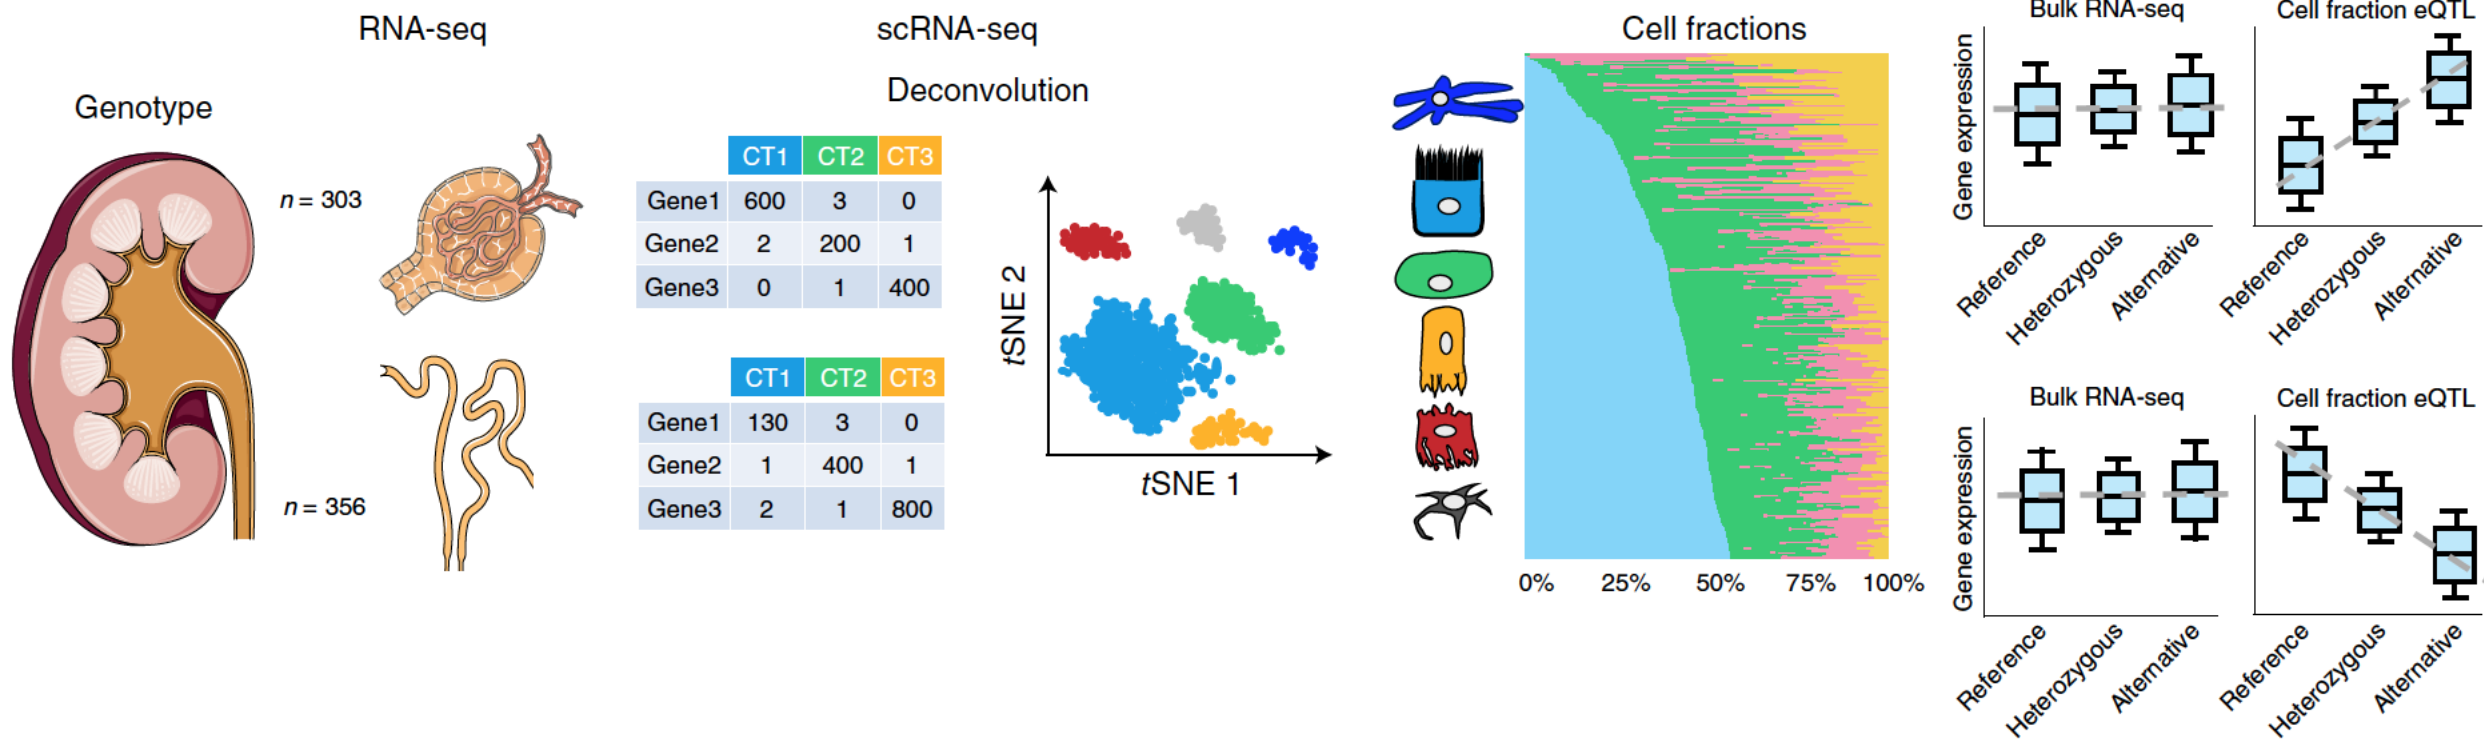 RNA-seq
scRNA-seq
Cell fractions
Bulk RNA-seq
Cell fraction eQTL
Genotype
Deconvolution
n = 303
n = 356
CT1 CT2 CT3
Gene1 600 3 0
Gene2 2 200 1
Gene3 0 1 400
CT1 CT2 CT3
Gene1 130 3 0
Gene2 1 400 1
Gene3 2 1 800
tSNE 2
tSNE 1
0% 25% 50% 75% 100%
Gene expression
Reference Heterozygous Alternative
Reference Heterozygous Alternative
Bulk RNA-seq
Cell fraction eQTL
Gene expression
Reference Heterozygous Alternative
Reference Heterozygous Alternative